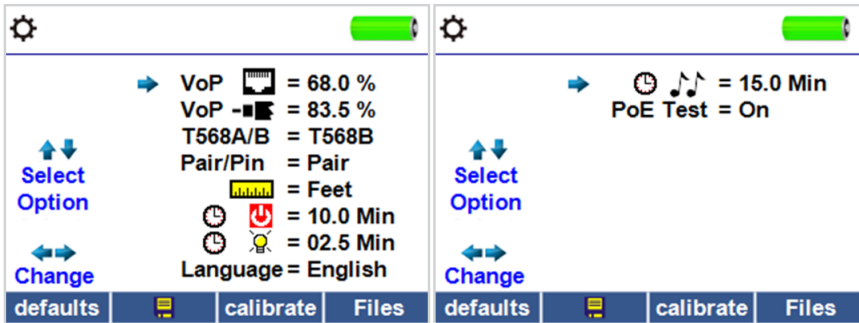 VoP = 68.0 %
VoP = 83.5 %
T568A/B = T568B
Pair/Pin = Pair
= Feet
= 10.0 Min
= 02.5 Min
Language = English
Select
Option
Change
defaults calibrate Files
= 15.0 Min
PoE Test = On
Select
Option
Change
defaults calibrate Files